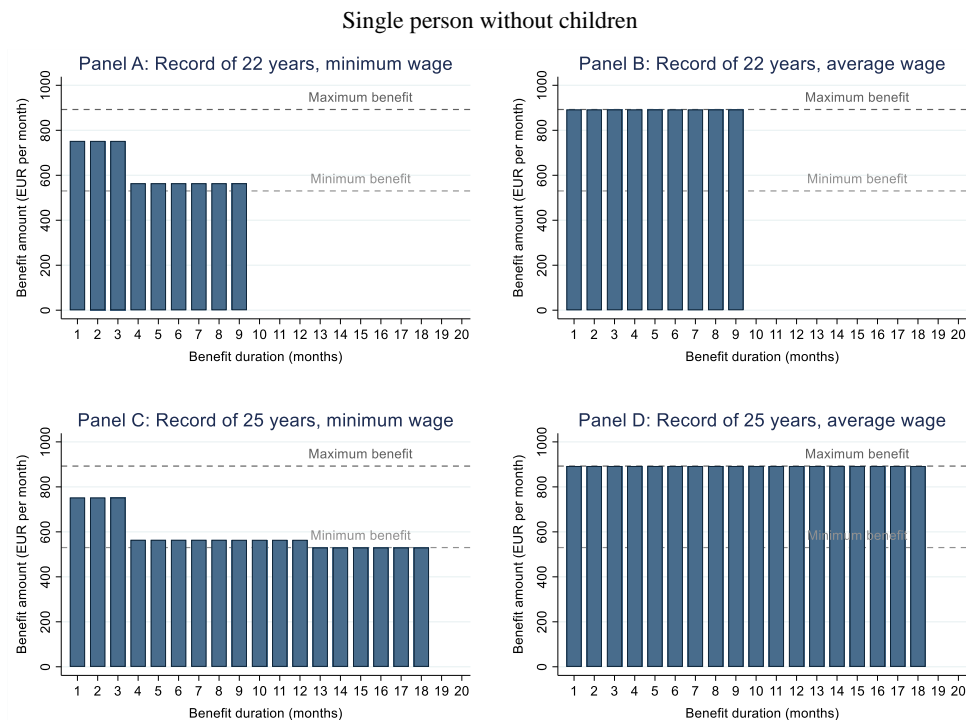 Single person without children
Panel A: Record of 22 years, minimum wage
Benefit amount (EUR per month)
1000
800
600
400
200
0
Maximum benefit
Minimum benefit
1 2 3 4 5 6 7 8 9 10 11 12 13 14 15 16 17 18 19 20
Benefit duration (months)
Panel B: Record of 22 years, average wage
Benefit amount (EUR per month)
1000
800
600
400
200
0
Maximum benefit
Minimum benefit
1 2 3 4 5 6 7 8 9 10 11 12 13 14 15 16 17 18 19 20
Benefit duration (months)
Panel C: Record of 25 years, minimum wage
Benefit amount (EUR per month)
1000
800
600
400
200
0
Maximum benefit
Minimum benefit
1 2 3 4 5 6 7 8 9 10 11 12 13 14 15 16 17 18 19 20
Benefit duration (months)
Panel D: Record of 25 years, average wage
Benefit amount (EUR per month)
1000
800
600
400
200
0
Maximum benefit
Minimum benefit
1 2 3 4 5 6 7 8 9 10 11 12 13 14 15 16 17 18 19 20
Benefit duration (months)